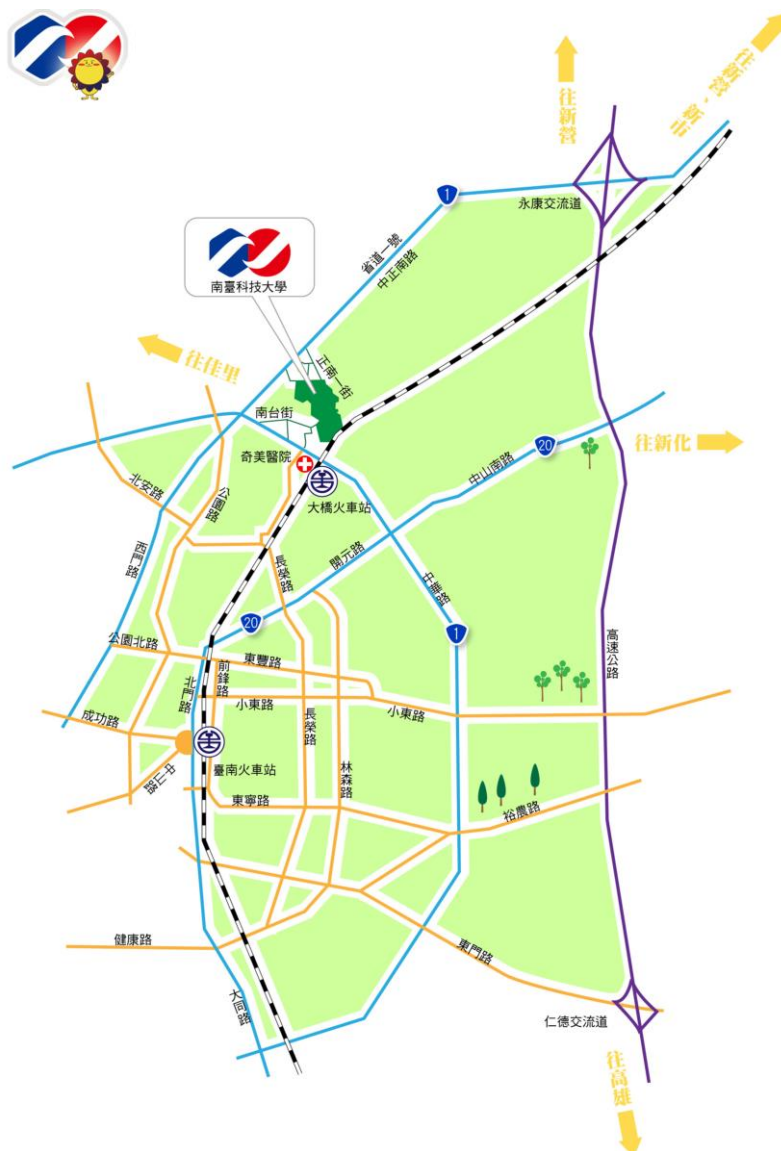 往新營
往新營、新市
1
永康交流道
省道一號
中正南路
南臺科技大學
往佳里
正南一街
南台街
奇美醫院
大橋火車站
20
中山南路
往新化
北安路
公園路
西門路
長榮路
開元路
中華路
20
1
公園北路
東豐路
前鋒路
北門路
高速公路
小東路
小東路
成功路
長榮路
臺南火車站
中山路
林森路
東寧路
裕農路
健康路
東門路
大同路
仁德交流道
往高雄